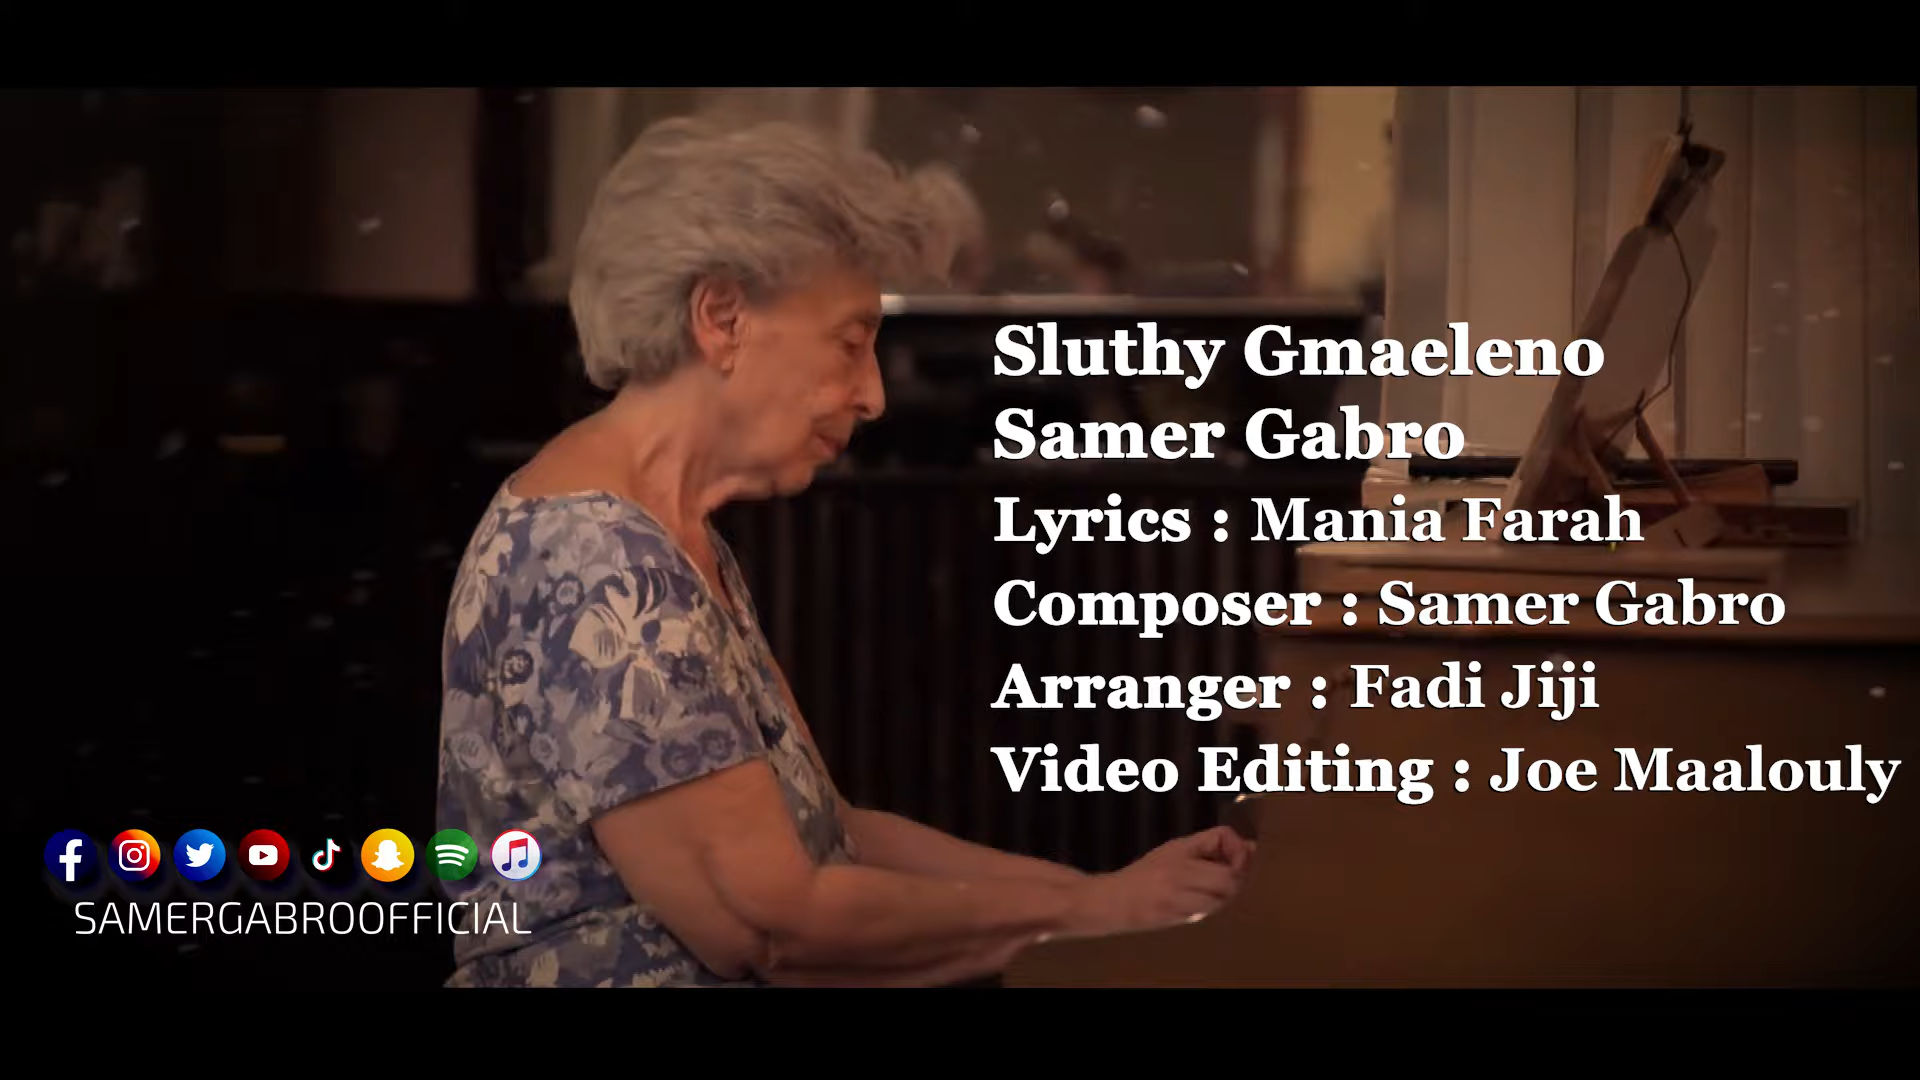 Sluthy Gmaeleno
Samer Gabro
Lyrics : Mania Farah
Composer : Samer Gabro
Arranger : Fadi Jiji
Video Editing : Joe Maalouly
SAMERGABROOFFICIAL